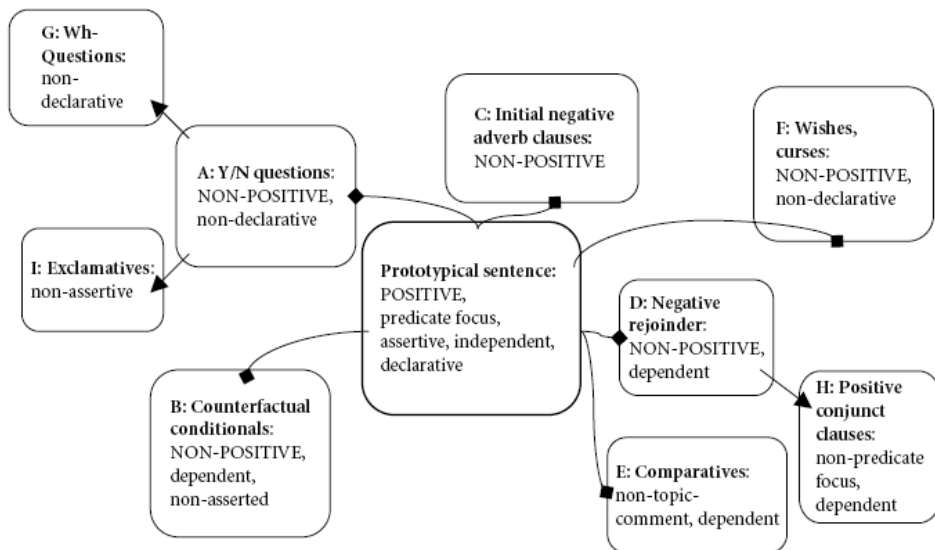 G: Wh-
Questions:
non-
declarative
A: Y/N questions:
NON-POSITIVE,
non-declarative
I: Exclamatives:
non-assertive
C: Initial negative
adverb clauses:
NON-POSITIVE
F: Wishes,
curses:
NON-POSITIVE,
non-declarative
Prototypical sentence:
POSITIVE,
predicate focus,
assertive, independent,
declarative
D: Negative
rejoinder:
NON-POSITIVE,
dependent
B: Counterfactual
conditionals:
NON-POSITIVE,
dependent,
non-asserted
E: Comparatives:
non-topic-
comment, dependent
H: Positive
conjunct
clauses:
non-predicate
focus,
dependent